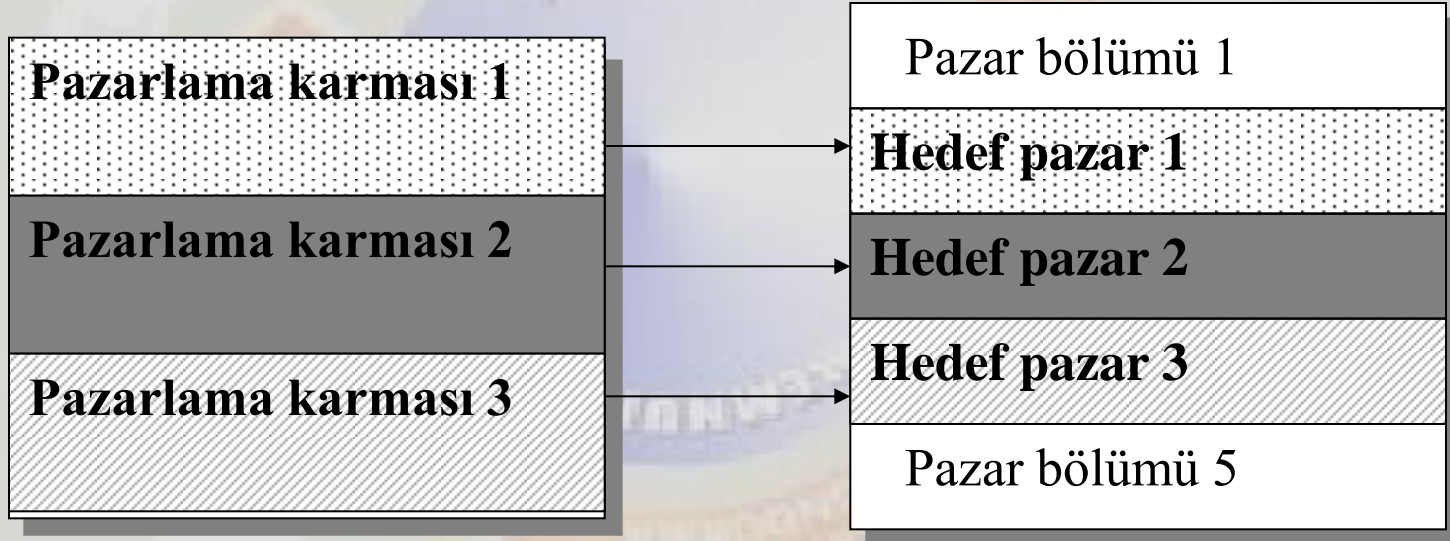 Pazarlama karması 1
Pazarlama karması 2
Pazarlama karması 3
Pazar bölümü 1
Hedef pazar 1
Hedef pazar 2
Hedef pazar 3
Pazar bölümü 5